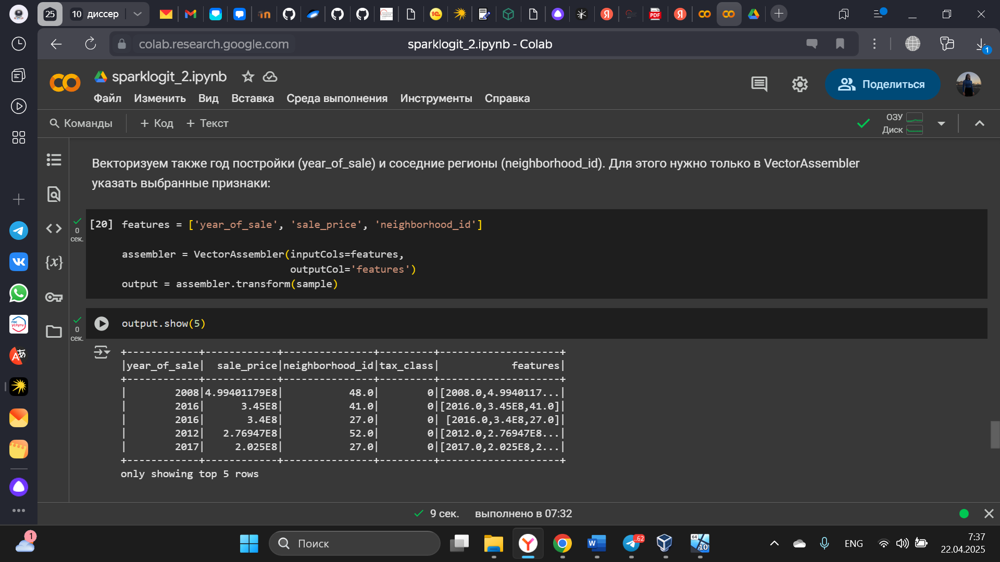 25
10 диссер
in
1С
PDF
Я
Я
colab.research.google.com
sparklogit_2.ipynb - Colab
1
sparklogit_2.ipynb
Файл Изменить Вид Вставка Среда выполнения Инструменты Справка
Поделиться
Команды + Код + Текст
ОЗУ
Диск
Векторизуем также год постройки (year_of_sale) и соседние регионы (neighborhood_id). Для этого нужно только в VectorAssembler
указать выбранные признаки:
0
сек.
[20] features = ['year_of_sale', 'sale_price', 'neighborhood_id']
assembler = VectorAssembler(inputCols=features,
outputCol='features')
output = assembler.transform(sample)
0
сек.
output.show(5)
+------------+------------+---------------+---------+--------------------+
|year_of_sale|  sale_price|neighborhood_id|tax_class|            features|
+------------+------------+---------------+---------+--------------------+
|        2008|4.99401179E8|           48.0|        0|[2008.0,4.9940117...|
|        2016|      3.45E8|           41.0|        0|[2016.0,3.45E8,41.0]|
|        2016|       3.4E8|           27.0|        0| [2016.0,3.4E8,27.0]|
|        2012|   2.76947E8|           52.0|        0|[2012.0,2.76947E8...|
|        2017|     2.025E8|           27.0|        0|[2017.0,2.025E8,2...|
+------------+------------+---------------+---------+--------------------+
only showing top 5 rows
{x}
гос
услуги
9 сек. выполнено в 07:32
1
Поиск
W
..62
64
10
ENG
7:37
22.04.2025